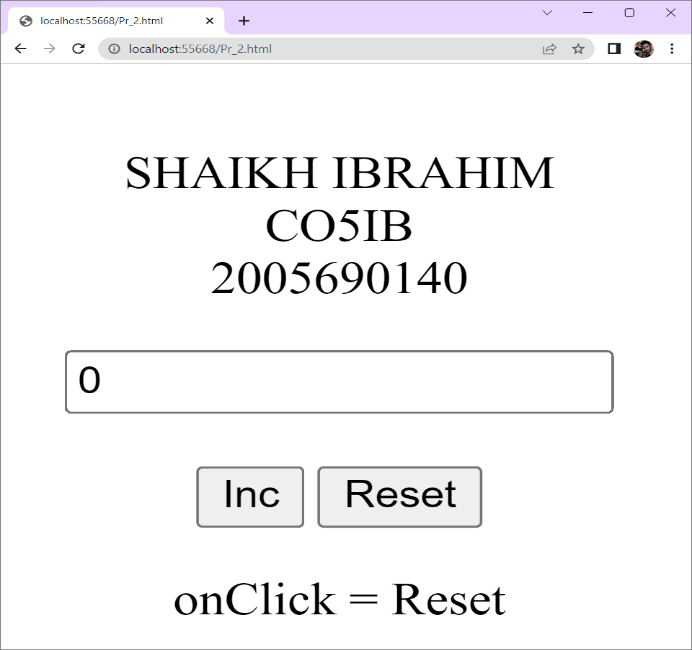 localhost:55668/Pr_2.html
localhost:55668/Pr_2.html
SHAIKH IBRAHIM
CO5IB
2005690140
0
Inc Reset
onClick = Reset